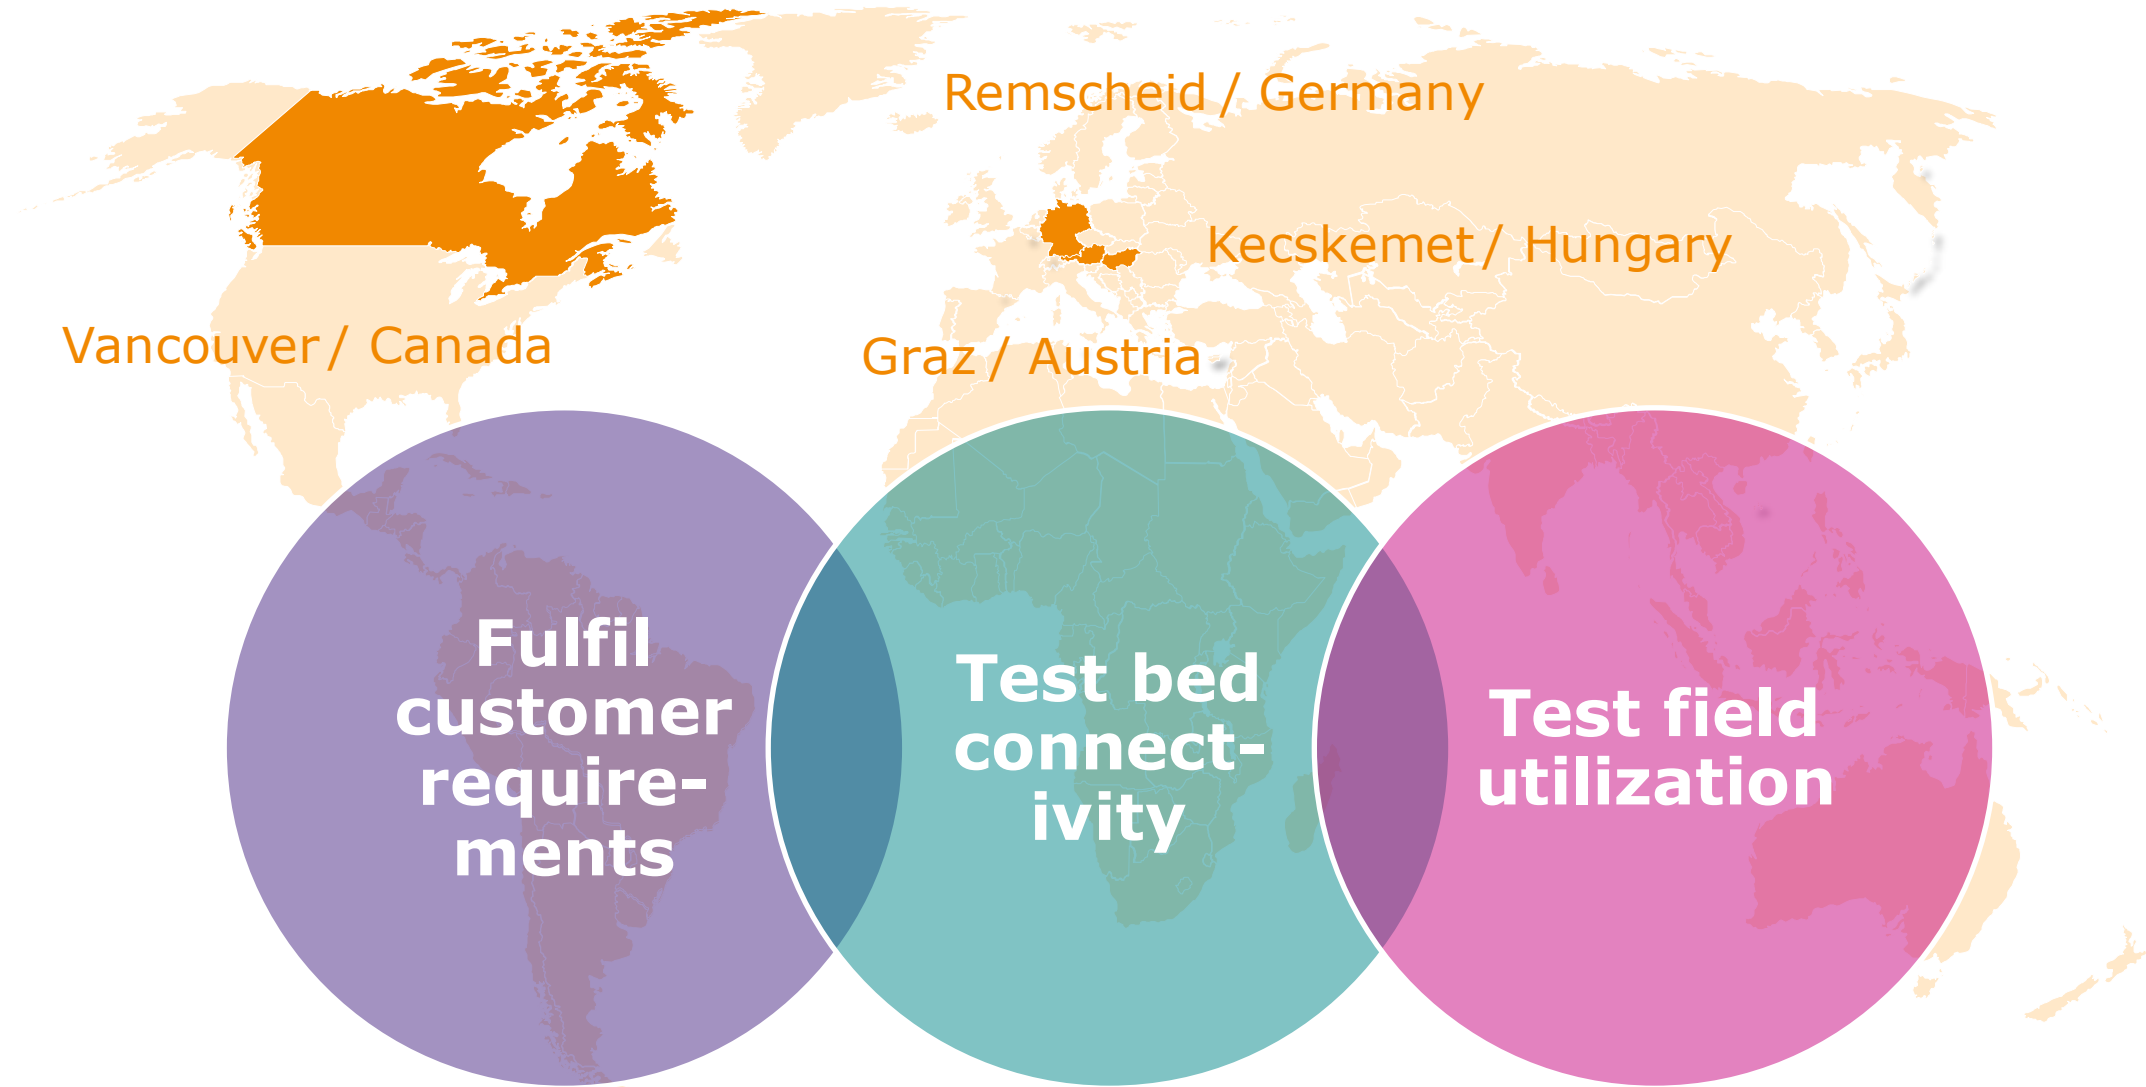 Remscheid / Germany
Kecskemet / Hungary
Vancouver / Canada
Graz / Austria
Fulfil
customer
require-
ments
Test bed
connect-
ivity
Test field
utilization